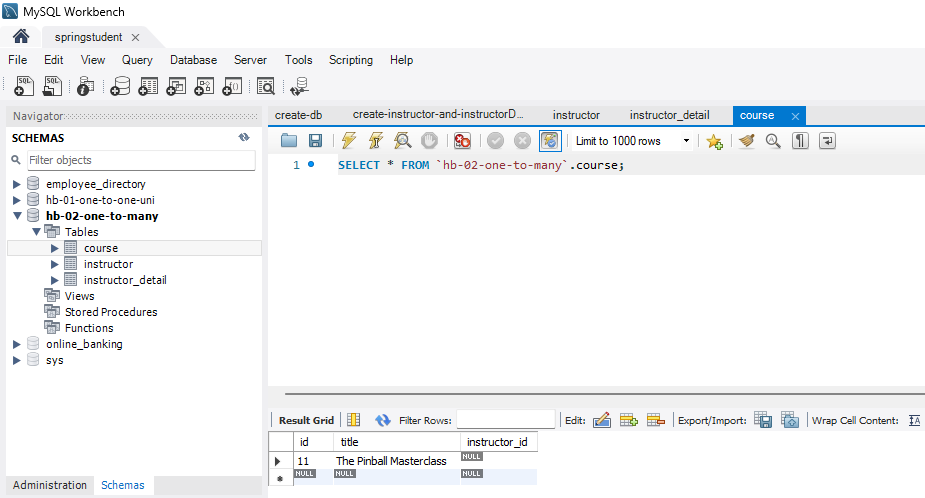 MySQL Workbench
springstudent
File Edit View Query Database Server Tools Scripting Help
Navigator
SCHEMAS
Filter objects
employee_directory
hb-01-one-to-one-uni
hb-02-one-to-many
Tables
course
instructor
instructor_detail
Views
Stored Procedures
Functions
online_banking
sys
Administration Schemas
create-db create-instructor-and-instructorD... instructor instructor_detail course
Limit to 1000 rows
1 SELECT * FROM `hb-02-one-to-many`.course;
Result Grid Filter Rows: Edit: Export/Import: Wrap Cell Content: IA
id title instructor_id
11 The Pinball Masterclass NULL
NULL NULL NULL